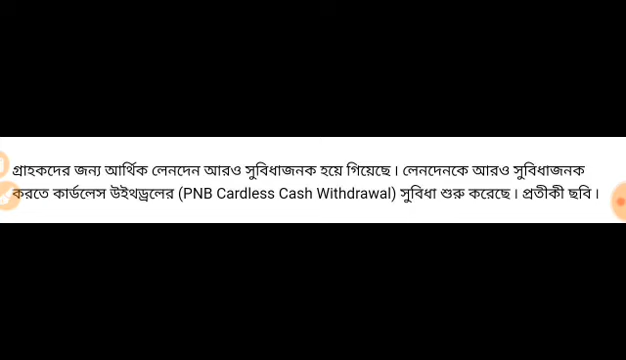 গ্রাহকদের জন্য আর্থিক লেনদেন আরও সুবিধাজনক হয়ে গিয়েছে। লেনদেনকে আরও সুবিধাজনক
করতে কার্ডলেস উইথড্রলের (PNB Cardless Cash Withdrawal) সুবিধা শুরু করেছে। প্রতীকী ছবি।